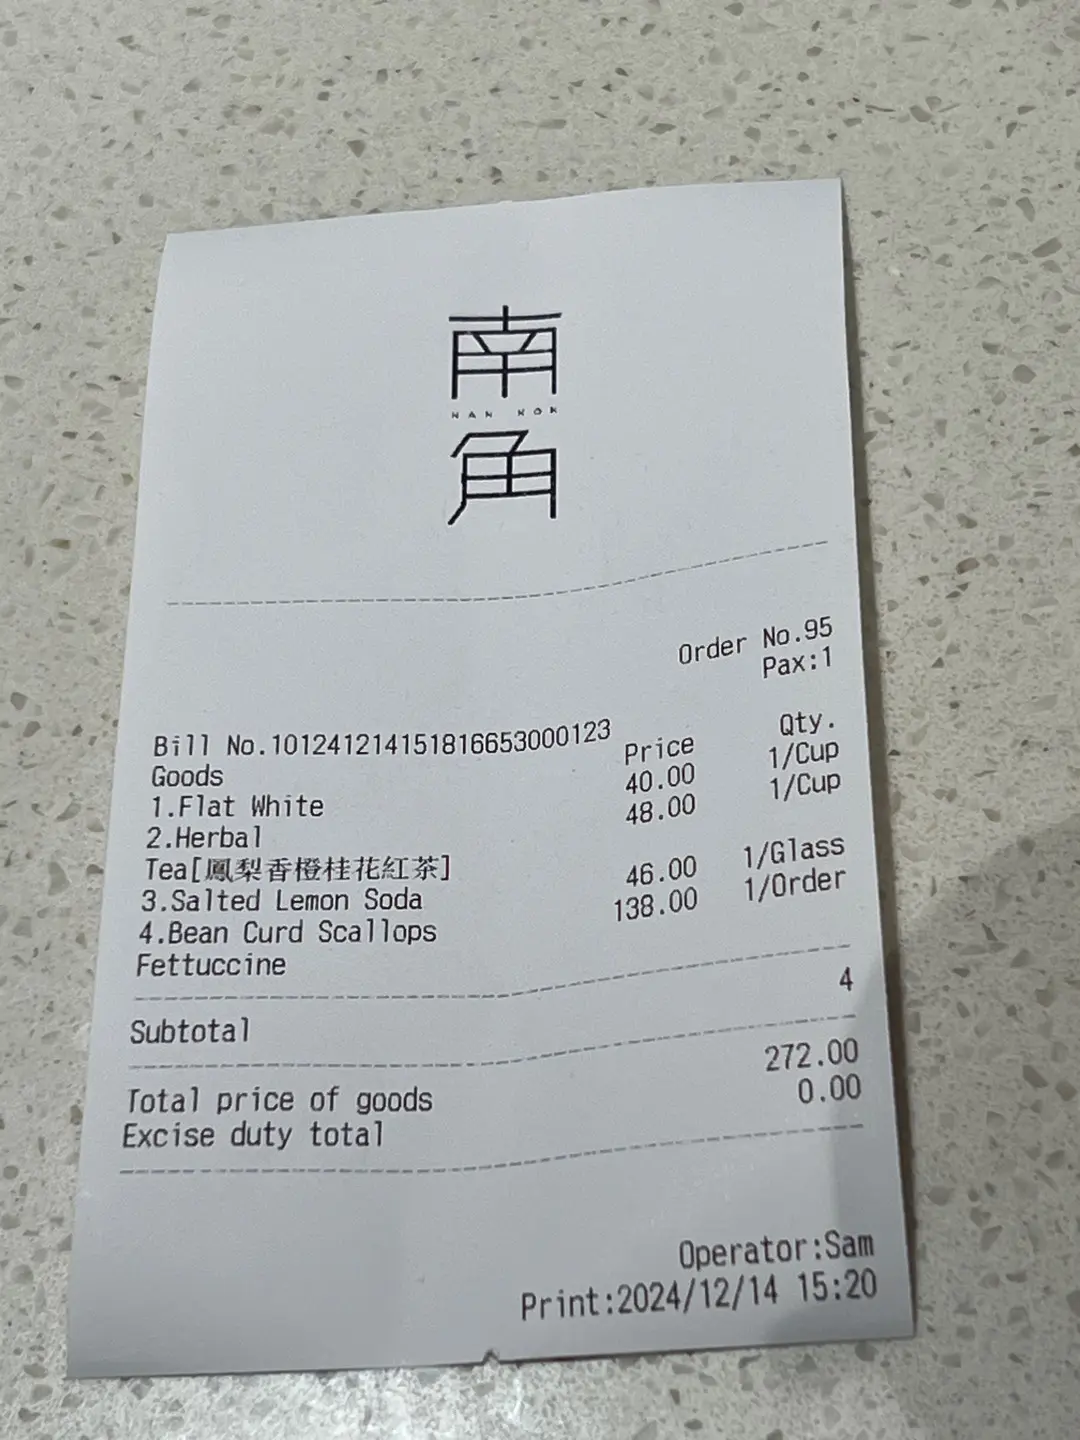 南
NAN KOK
角
Order No.95
Pax:1
Bill No.101241214151816653000123
Goods Price Qty.
1.Flat White 40.00 1/Cup
2.Herbal 48.00 1/Cup
Tea[鳳梨香橙桂花紅茶]
3.Salted Lemon Soda 46.00 1/Glass
4.Bean Curd Scallops 138.00 1/Order
Fettuccine
Subtotal 4
Total price of goods 272.00
Excise duty total 0.00
Operator:Sam
Print:2024/12/14 15:20